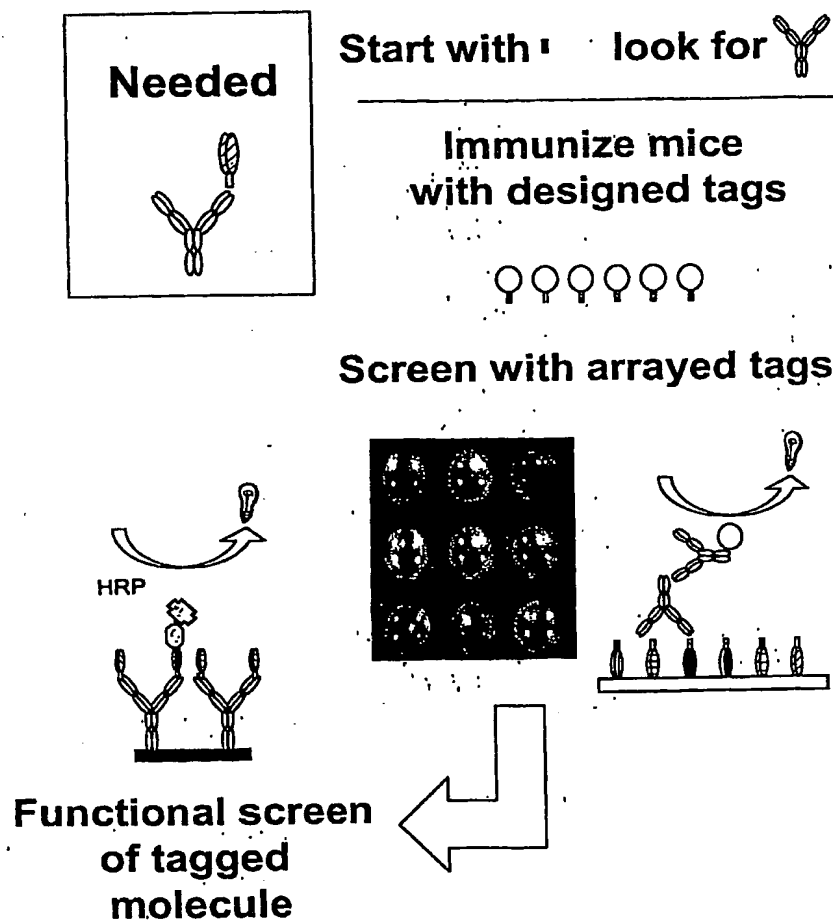 Needed
Start with look for
Immunize mice
with designed tags
Screen with arrayed tags
HRP
Functional screen
of tagged
molecule